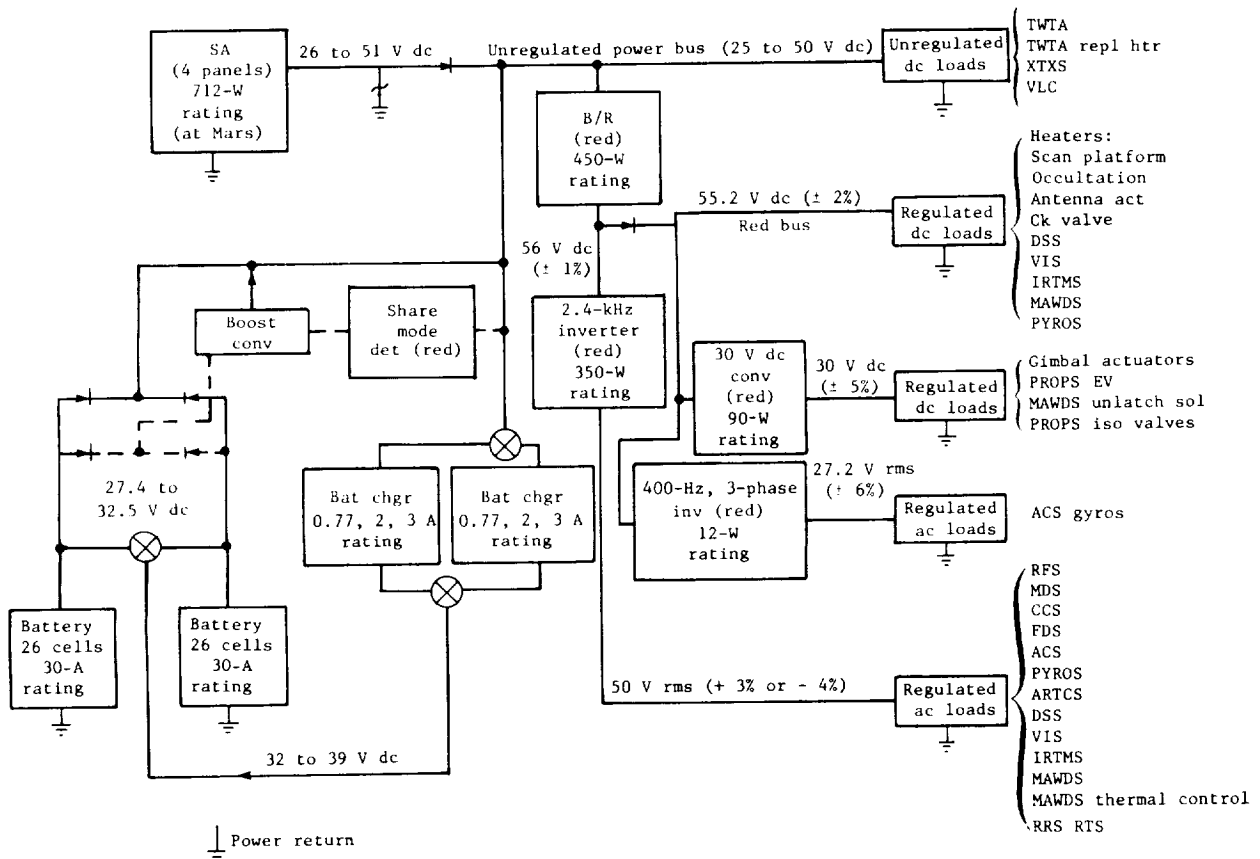 SA
(4 panels)
712-W
rating
(at Mars)
26 to 51 V dc
Unregulated power bus (25 to 50 V dc)
Unregulated
dc loads
TWTA
TWTA repl htr
XTXS
VLC
B/R
(red)
450-W
rating
55.2 V dc (± 2%)
Red bus
Regulated
dc loads
Heaters:
Scan platform
Occultation
Antenna act
Ck valve
DSS
VIS
IRTMS
MAWDS
PYROS
56 V dc
(± 1%)
Boost
conv
Share
mode
det (red)
2.4-kHz
inverter
(red)
350-W
rating
30 V dc
conv
(red)
90-W
rating
30 V dc
(± 5%)
Regulated
dc loads
Gimbal actuators
PROPS EV
MAWDS unlatch sol
PROPS iso valves
27.4 to
32.5 V dc
Bat chgr
0.77, 2, 3 A
rating
Bat chgr
0.77, 2, 3 A
rating
400-Hz, 3-phase
inv (red)
12-W
rating
27.2 V rms
(± 6%)
Regulated
ac loads
ACS gyros
Battery
26 cells
30-A
rating
Battery
26 cells
30-A
rating
50 V rms (+ 3% or - 4%)
Regulated
ac loads
RFS
MDS
CCS
FDS
ACS
PYROS
ARTCS
DSS
VIS
IRTMS
MAWDS
MAWDS thermal control
RRS RTS
32 to 39 V dc
Power return